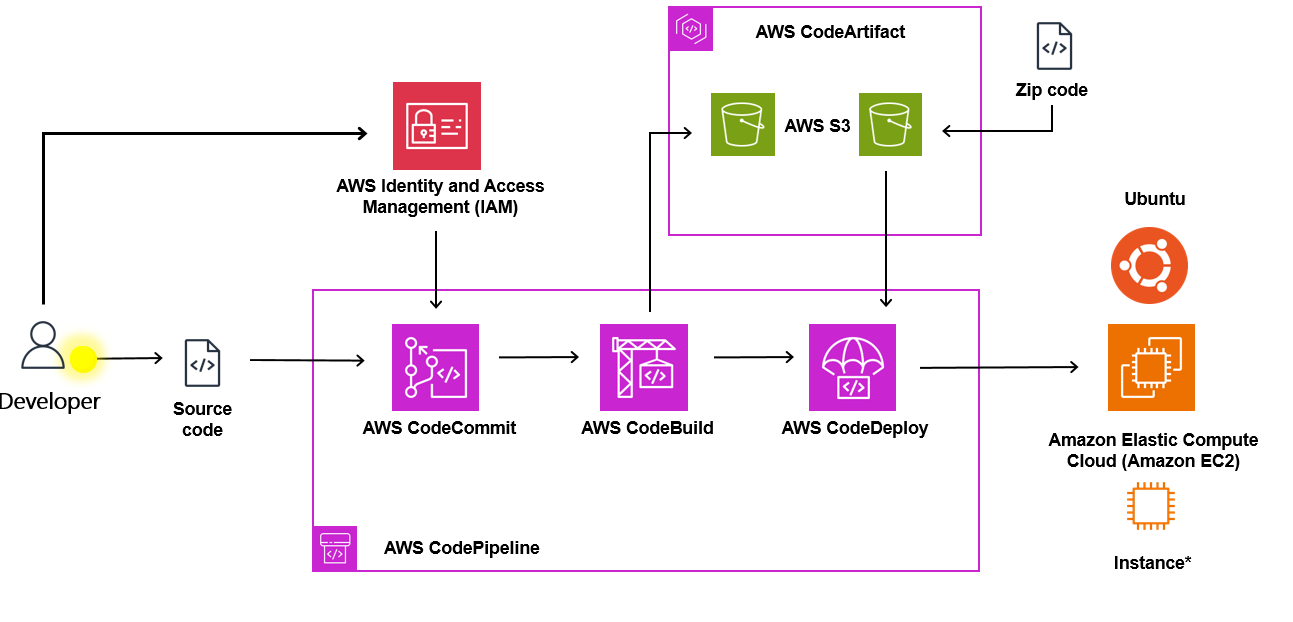 AWS CodeArtifact
Zip code
AWS S3
AWS Identity and Access
Management (IAM)
Ubuntu
Developer
Source
code
AWS CodeCommit
AWS CodeBuild
AWS CodeDeploy
Amazon Elastic Compute
Cloud (Amazon EC2)
AWS CodePipeline
Instance*